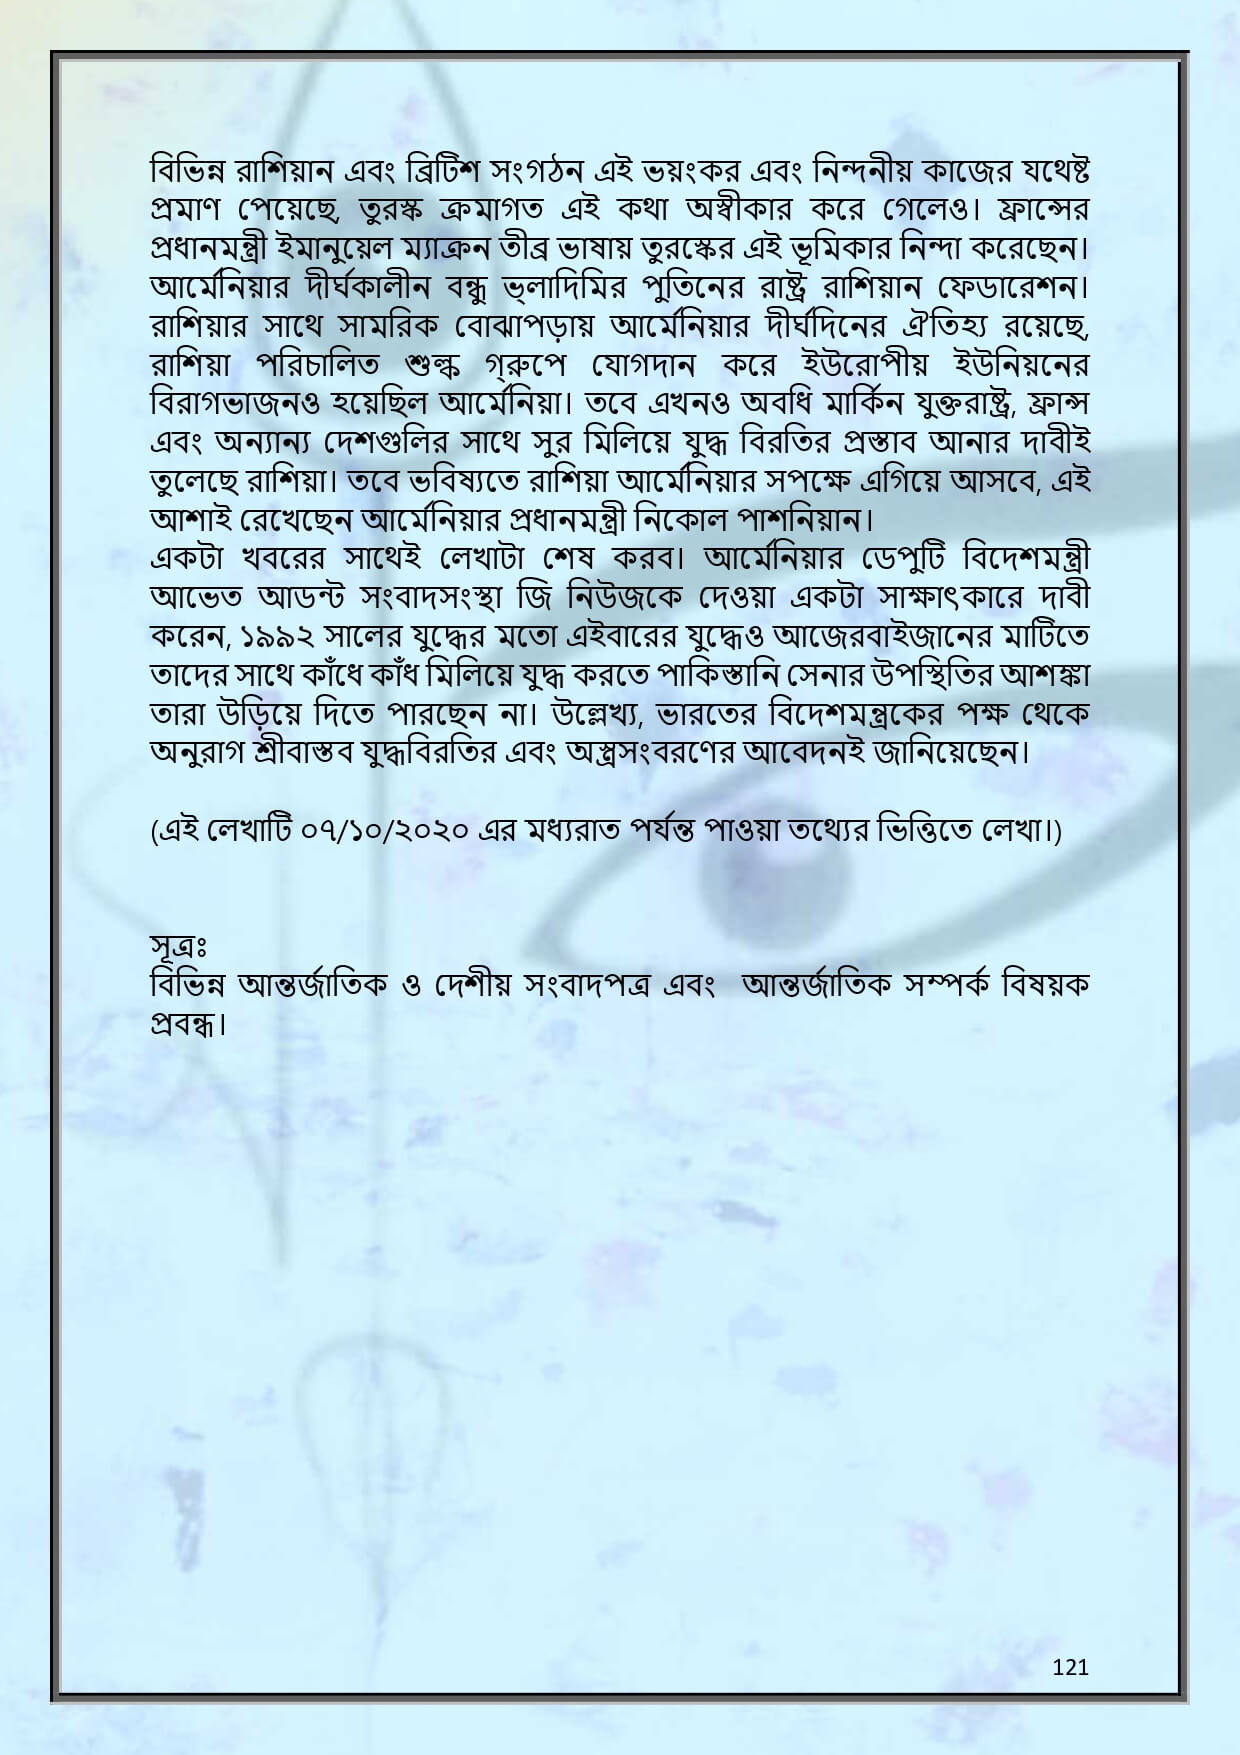 বিভিন্ন রাশিয়ান এবং ব্রিটিশ সংগঠন এই ভয়ংকর এবং নিন্দনীয় কাজের যথেষ্ট
প্রমাণ পেয়েছে, তুরস্ক ক্রমাগত এই কথা অস্বীকার করে গেলেও। ফ্রান্সের
প্রধানমন্ত্রী ইমানুয়েল ম্যাক্রন তীব্র ভাষায় তুরস্কের এই ভূমিকার নিন্দা করেছেন।
আর্মেনিয়ার দীর্ঘকালীন বন্ধু ভ্লাদিমির পুতিনের রাষ্ট্র রাশিয়ান ফেডারেশন।
রাশিয়ার সাথে সামরিক বোঝাপড়ায় আর্মেনিয়ার দীর্ঘদিনের ঐতিহ্য রয়েছে,
রাশিয়া পরিচালিত শুল্ক গ্রুপে যোগদান করে ইউরোপীয় ইউনিয়নের
বিরাগভাজনও হয়েছিল আর্মেনিয়া। তবে এখনও অবধি মার্কিন যুক্তরাষ্ট্র, ফ্রান্স
এবং অন্যান্য দেশগুলির সাথে সুর মিলিয়ে যুদ্ধ বিরতির প্রস্তাব আনার দাবীই
তুলেছে রাশিয়া। তবে ভবিষ্যতে রাশিয়া আর্মেনিয়ার সপক্ষে এগিয়ে আসবে, এই
আশাই রেখেছেন আর্মেনিয়ার প্রধানমন্ত্রী নিকোল পাশনিয়ান।
একটা খবরের সাথেই লেখাটা শেষ করব। আর্মেনিয়ার ডেপুটি বিদেশমন্ত্রী
আভেত আডন্ট সংবাদসংস্থা জি নিউজকে দেওয়া একটা সাক্ষাৎকারে দাবী
করেন, ১৯৯২ সালের যুদ্ধের মতো এইবারের যুদ্ধেও আজেরবাইজানের মাটিতে
তাদের সাথে কাঁধে কাঁধ মিলিয়ে যুদ্ধ করতে পাকিস্তানি সেনার উপস্থিতির আশঙ্কা
তারা উড়িয়ে দিতে পারছেন না। উল্লেখ্য, ভারতের বিদেশমন্ত্রকের পক্ষ থেকে
অনুরাগ শ্রীবাস্তব যুদ্ধবিরতির এবং অস্ত্রসংবরণের আবেদনই জানিয়েছেন।
(এই লেখাটি ০৭/১০/২০২০ এর মধ্যরাত পর্যন্ত পাওয়া তথ্যের ভিত্তিতে লেখা।)
সূত্রঃ
বিভিন্ন আন্তর্জাতিক ও দেশীয় সংবাদপত্র এবং আন্তর্জাতিক সম্পর্ক বিষয়ক
প্রবন্ধ।
121